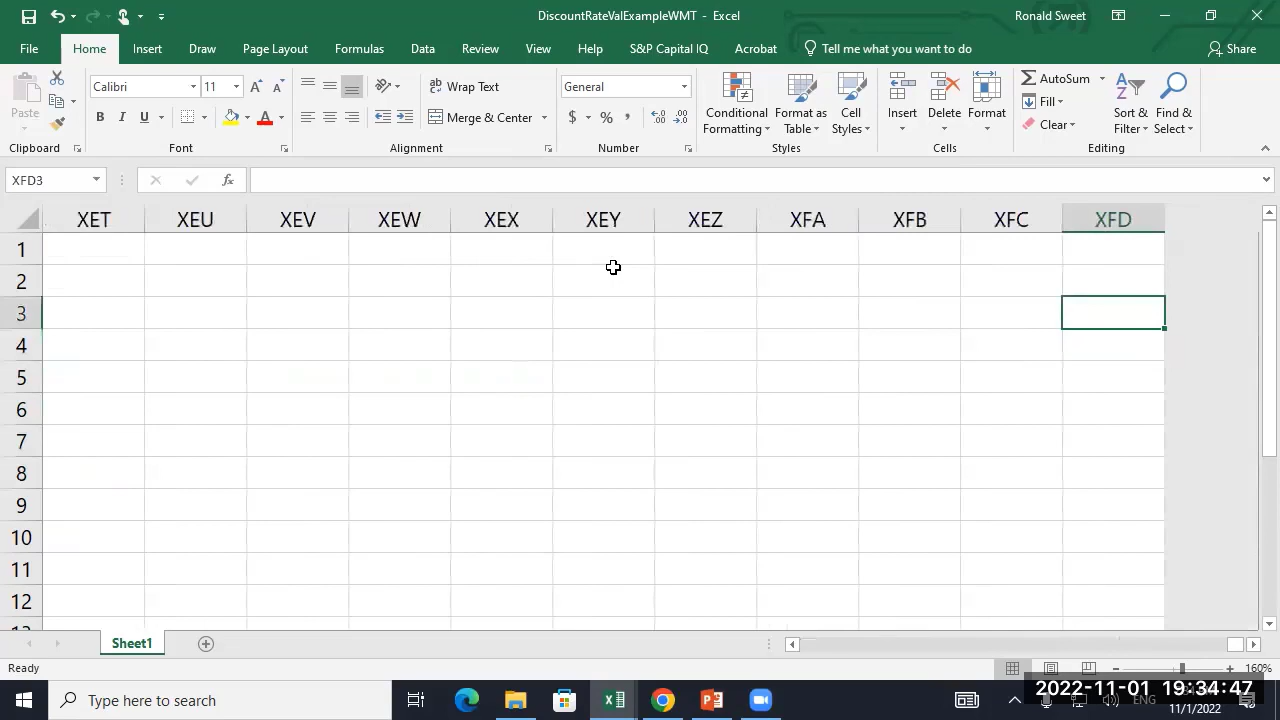 DiscountRateValExampleWMT - Excel
Ronald Sweet
File Home Insert Draw Page Layout Formulas Data Review View Help S&P Capital IQ Acrobat Tell me what you want to do Share
Paste
Clipboard
Calibri 11
B I U
Font
Wrap Text
Merge & Center
Alignment
General
$ % ,
Number
Conditional Formatting
Format as Table
Cell Styles
Styles
Insert Delete Format
Cells
AutoSum
Fill
Clear
Sort & Filter
Find & Select
Editing
XFD3
fx
XET XEU XEV XEW XEX XEY XEZ XFA XFB XFC XFD
1
2
3
4
5
6
7
8
9
10
11
12
Sheet1
Ready
160%
Type here to search
2022-11-01 19:34:47
ENG
11/1/2022